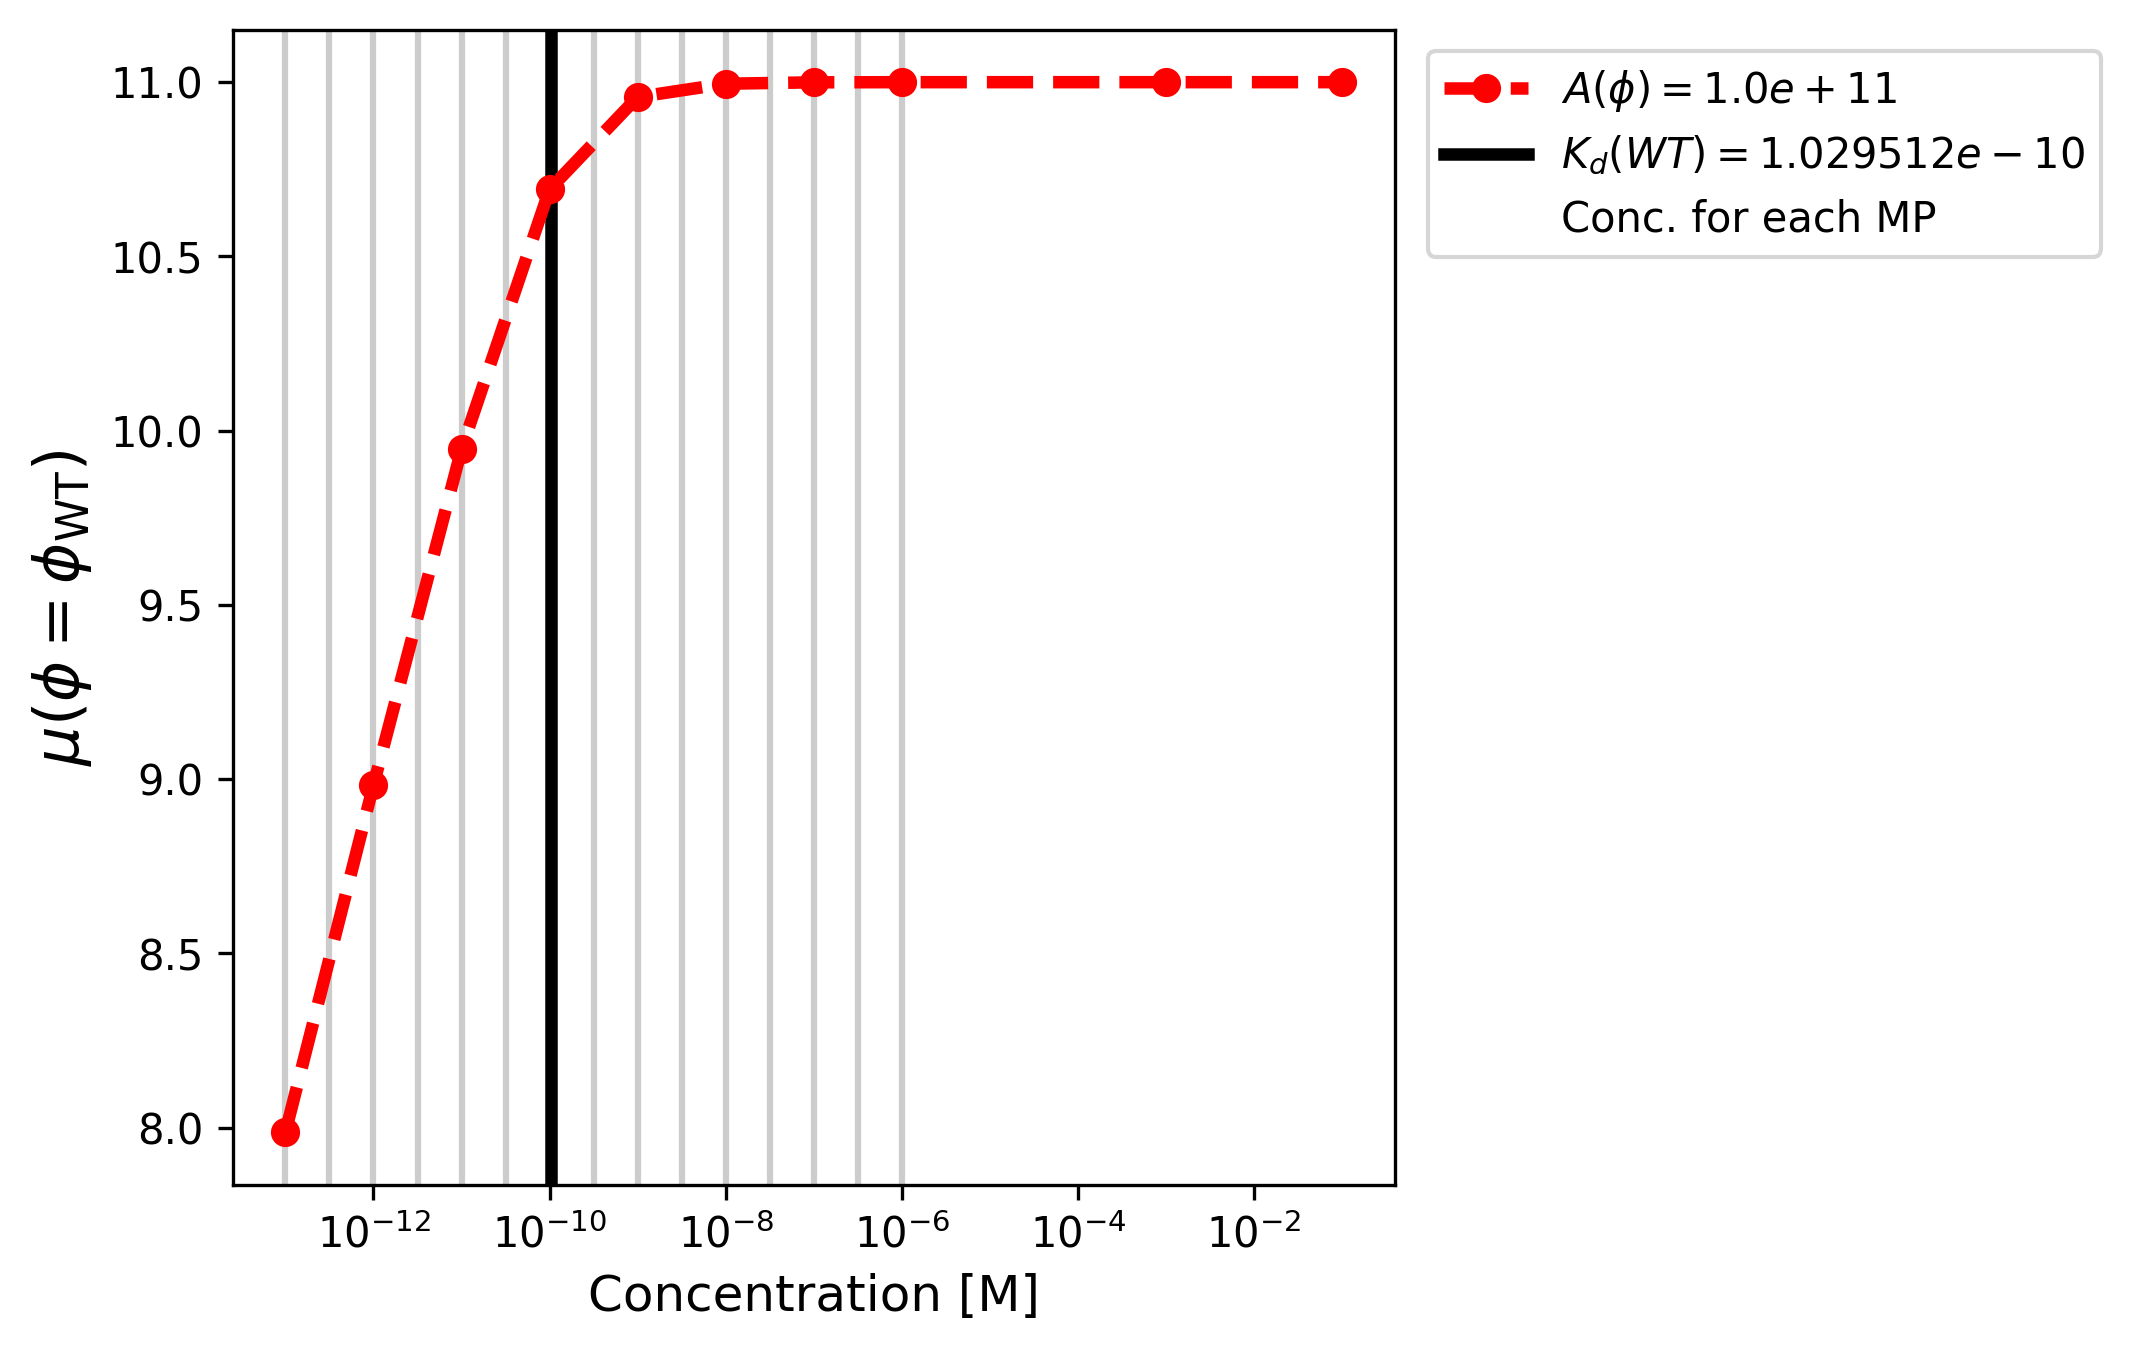 11.0
10.5
10.0
9.5
9.0
8.5
8.0
μ(ϕ = ϕ_WT)
10⁻¹² 10⁻¹⁰ 10⁻⁸ 10⁻⁶ 10⁻⁴ 10⁻²
Concentration [M]
A(ϕ) = 1.0e + 11
K_d(WT) = 1.029512e − 10
Conc. for each MP